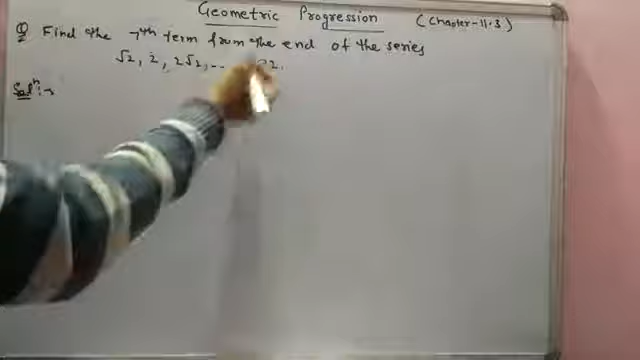 Geometric Progression (Chapter-11.3)
Q Find the 7th term from the end of the series
√2, 2, 2√2, ... 32.
Solⁿ:→